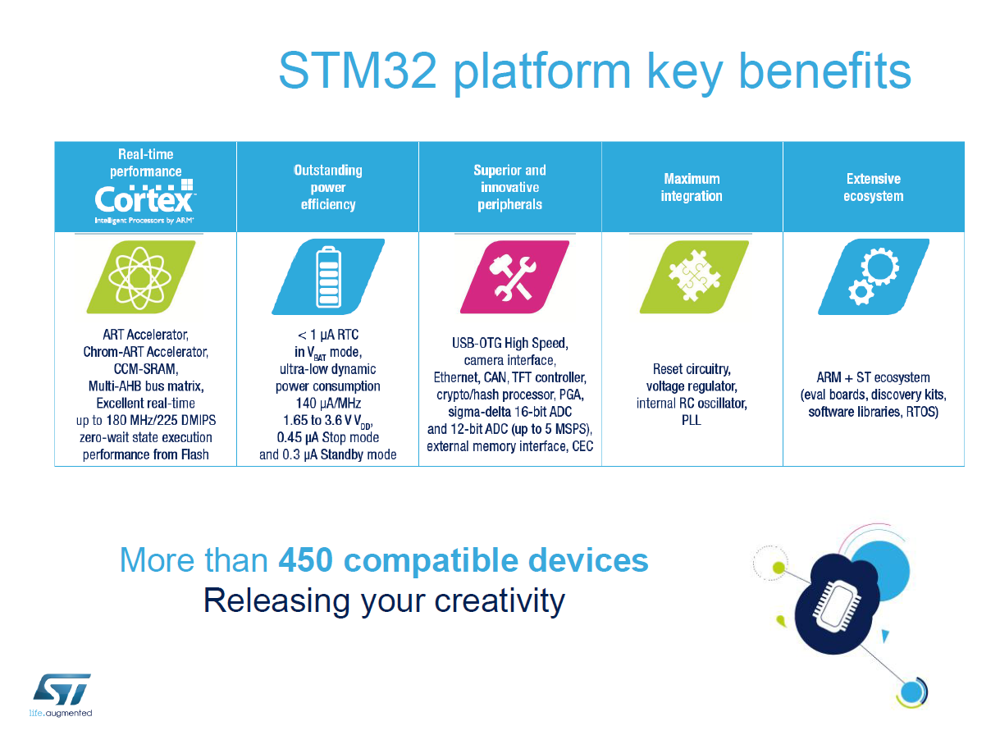 STM32 platform key benefits
Real-time
performance
Cortex™
Intelligent Processors by ARM®
Outstanding
power
efficiency
Superior and
innovative
peripherals
Maximum
integration
Extensive
ecosystem
ART Accelerator,
Chrom-ART Accelerator,
CCM-SRAM,
Multi-AHB bus matrix,
Excellent real-time
up to 180 MHz/225 DMIPS
zero-wait state execution
performance from Flash
< 1 µA RTC
in VBAT mode,
ultra-low dynamic
power consumption
140 µA/MHz
1.65 to 3.6 V VDD,
0.45 µA Stop mode
and 0.3 µA Standby mode
USB-OTG High Speed,
camera interface,
Ethernet, CAN, TFT controller,
crypto/hash processor, PGA,
sigma-delta 16-bit ADC
and 12-bit ADC (up to 5 MSPS),
external memory interface, CEC
Reset circuitry,
voltage regulator,
internal RC oscillator,
PLL
ARM + ST ecosystem
(eval boards, discovery kits,
software libraries, RTOS)
More than 450 compatible devices
Releasing your creativity
ST
life.augmented